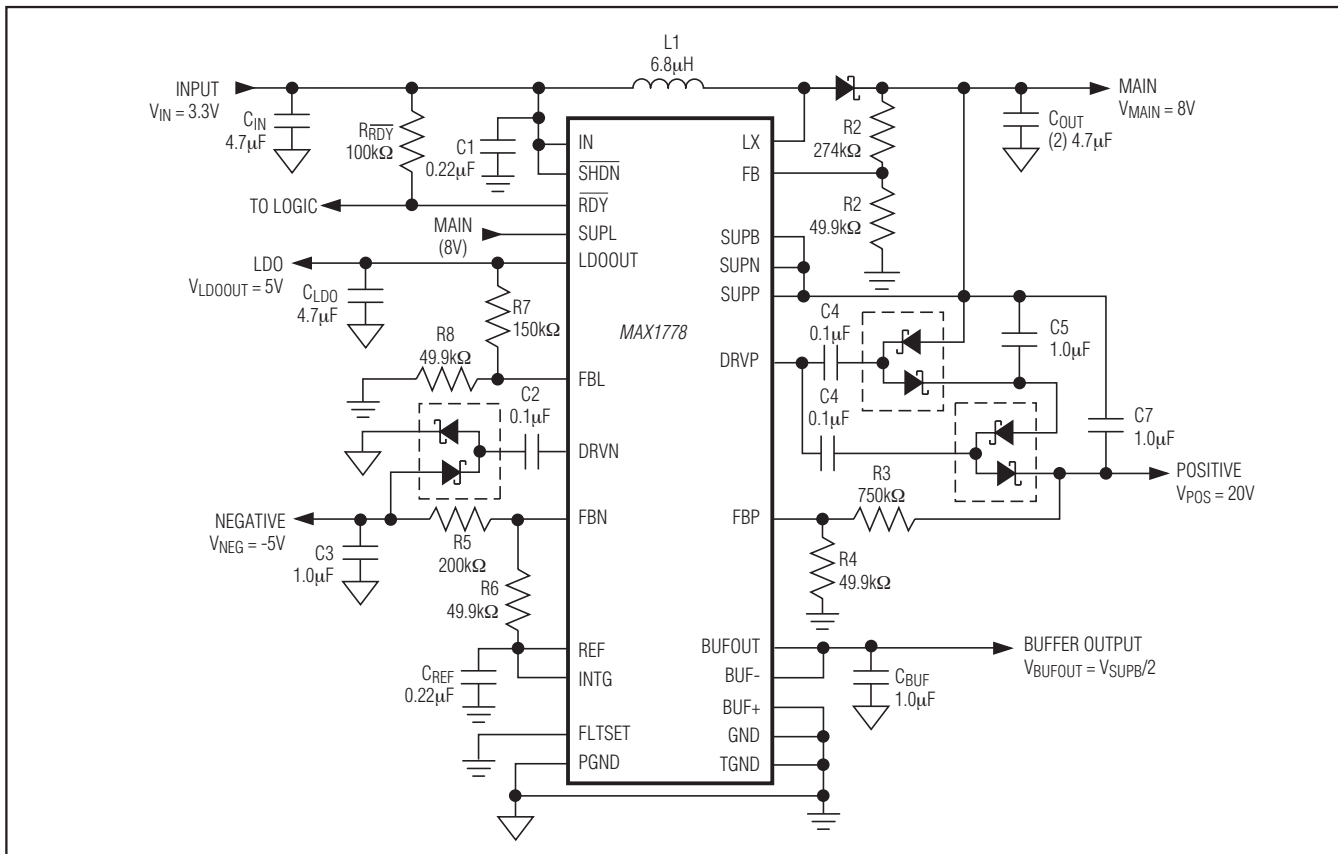 L1
6.8µH
INPUT
V_IN = 3.3V
C_IN
4.7µF
R_R̅D̅Y̅
100kΩ
C1
0.22µF
TO LOGIC
MAIN
(8V)
LDO
V_LDOOUT = 5V
C_LDO
4.7µF
R7
150kΩ
R8
49.9kΩ
C2
0.1µF
NEGATIVE
V_NEG = -5V
C3
1.0µF
R5
200kΩ
R6
49.9kΩ
C_REF
0.22µF
IN
S̅H̅D̅N̅
R̅D̅Y̅
SUPL
LDOOUT
FBL
DRVN
FBN
REF
INTG
FLTSET
PGND
MAX1778
LX
FB
SUPB
SUPN
SUPP
DRVP
FBP
BUFOUT
BUF-
BUF+
GND
TGND
R2
274kΩ
R2
49.9kΩ
MAIN
V_MAIN = 8V
C_OUT
(2) 4.7µF
C4
0.1µF
C4
0.1µF
C5
1.0µF
C7
1.0µF
POSITIVE
V_POS = 20V
R3
750kΩ
R4
49.9kΩ
BUFFER OUTPUT
V_BUFOUT = V_SUPB/2
C_BUF
1.0µF